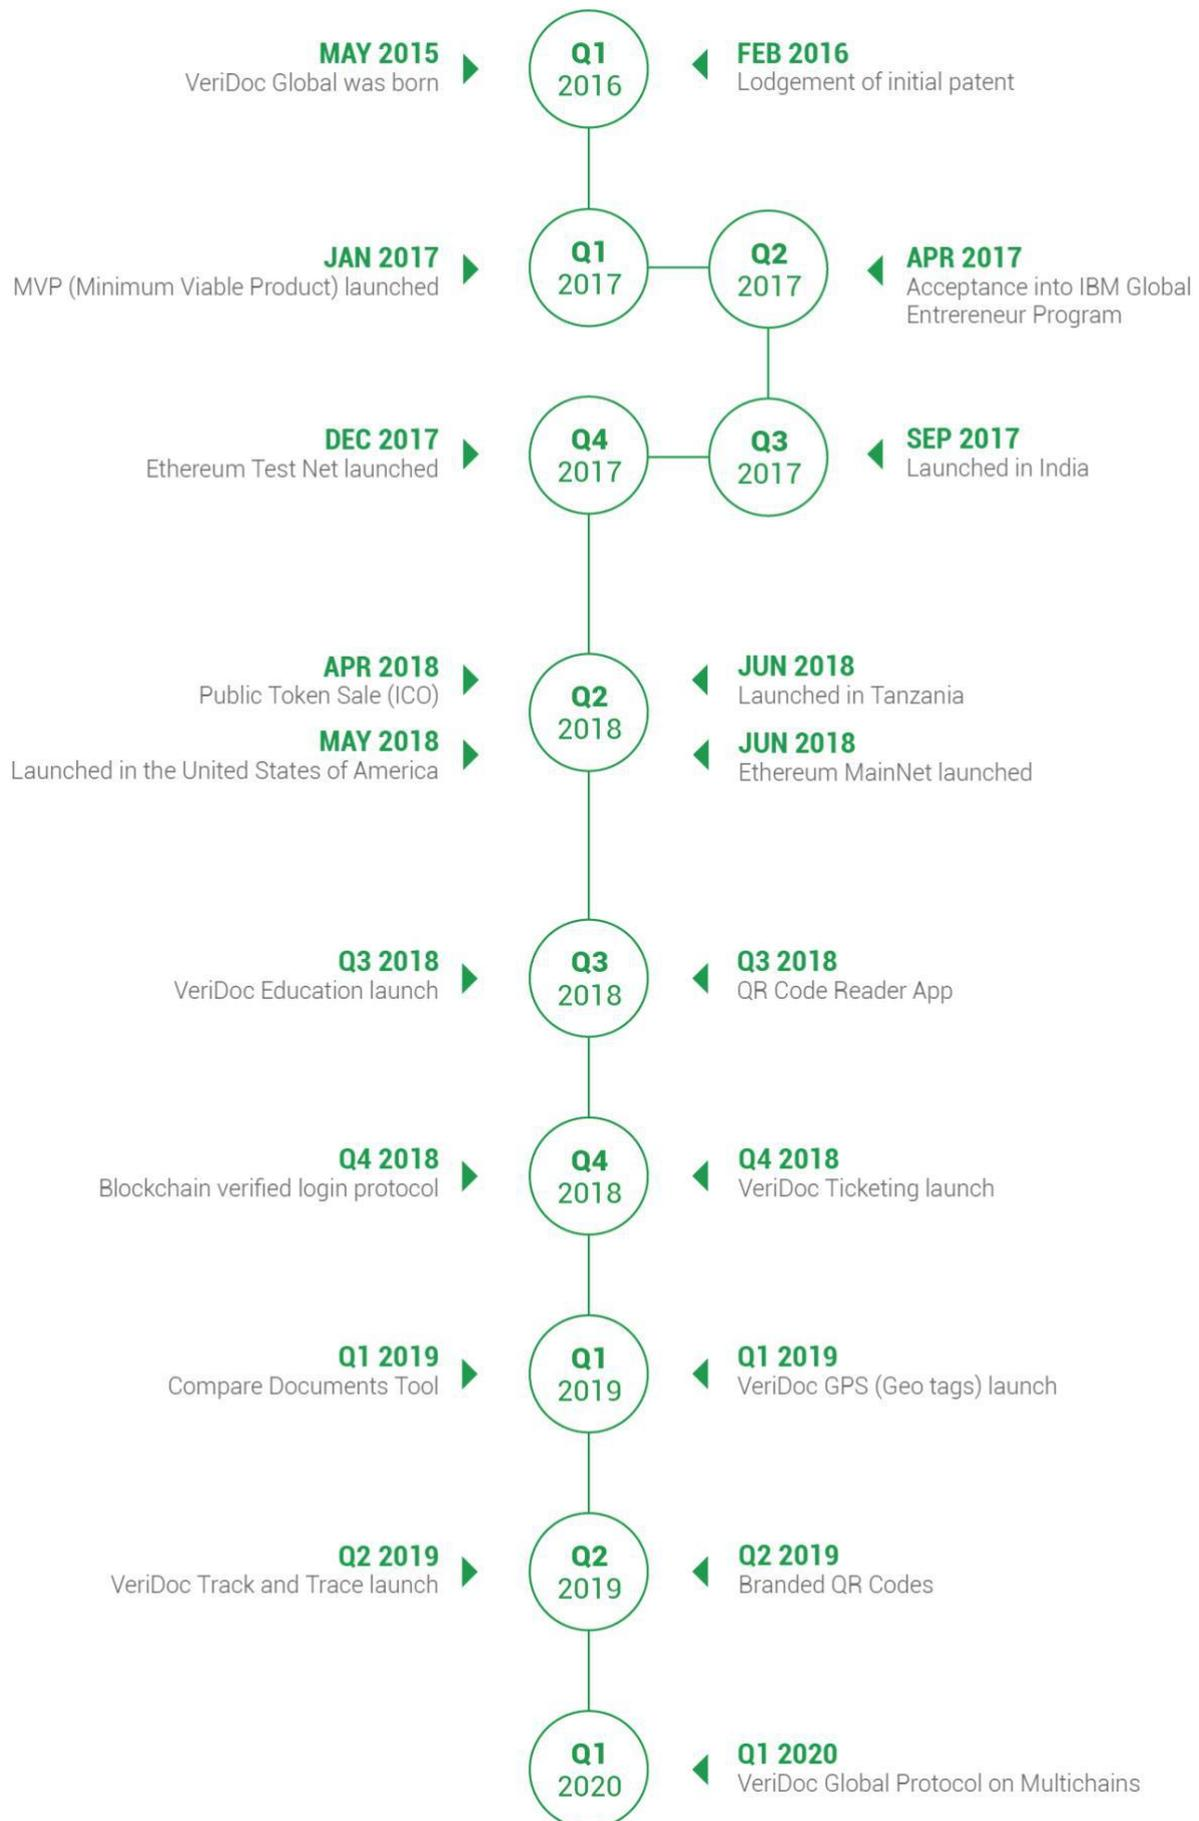 MAY 2015
VeriDoc Global was born
Q1
2016
FEB 2016
Lodgement of initial patent
JAN 2017
MVP (Minimum Viable Product) launched
Q1
2017
Q2
2017
APR 2017
Acceptance into IBM Global
Entrereneur Program
DEC 2017
Ethereum Test Net launched
Q4
2017
Q3
2017
SEP 2017
Launched in India
APR 2018
Public Token Sale (ICO)
MAY 2018
Launched in the United States of America
Q2
2018
JUN 2018
Launched in Tanzania
JUN 2018
Ethereum MainNet launched
Q3 2018
VeriDoc Education launch
Q3
2018
Q3 2018
QR Code Reader App
Q4 2018
Blockchain verified login protocol
Q4
2018
Q4 2018
VeriDoc Ticketing launch
Q1 2019
Compare Documents Tool
Q1
2019
Q1 2019
VeriDoc GPS (Geo tags) launch
Q2 2019
VeriDoc Track and Trace launch
Q2
2019
Q2 2019
Branded QR Codes
Q1
2020
Q1 2020
VeriDoc Global Protocol on Multichains